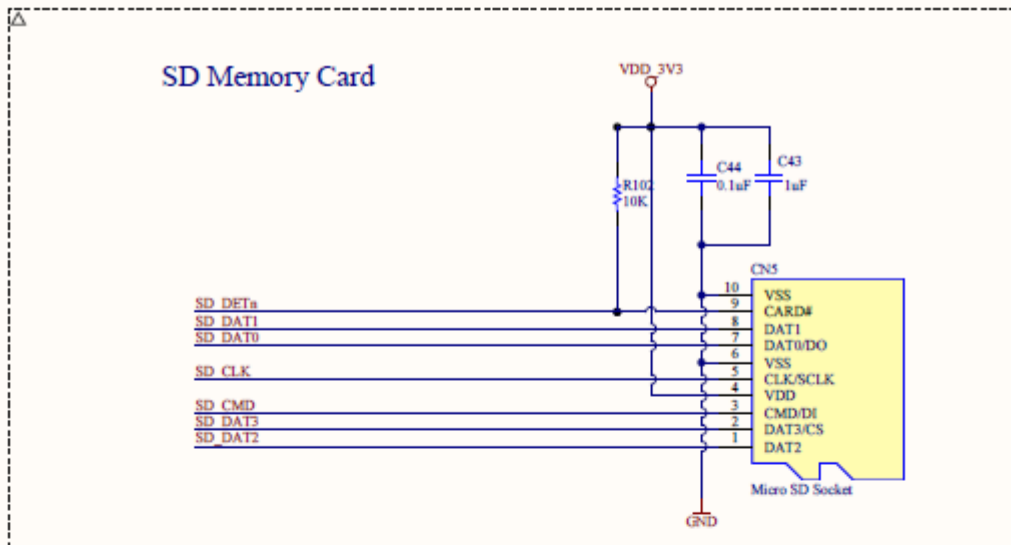 SD Memory Card
VDD_3V3
C44
0.1uF
C43
1uF
R102
10K
CN5
SD_DETn
SD_DAT1
SD_DAT0
SD_CLK
SD_CMD
SD_DAT3
SD_DAT2
10 VSS
9 CARD#
8 DAT1
7 DAT0/DO
6 VSS
5 CLK/SCLK
4 VDD
3 CMD/DI
2 DAT3/CS
1 DAT2
Micro SD Socket
GND